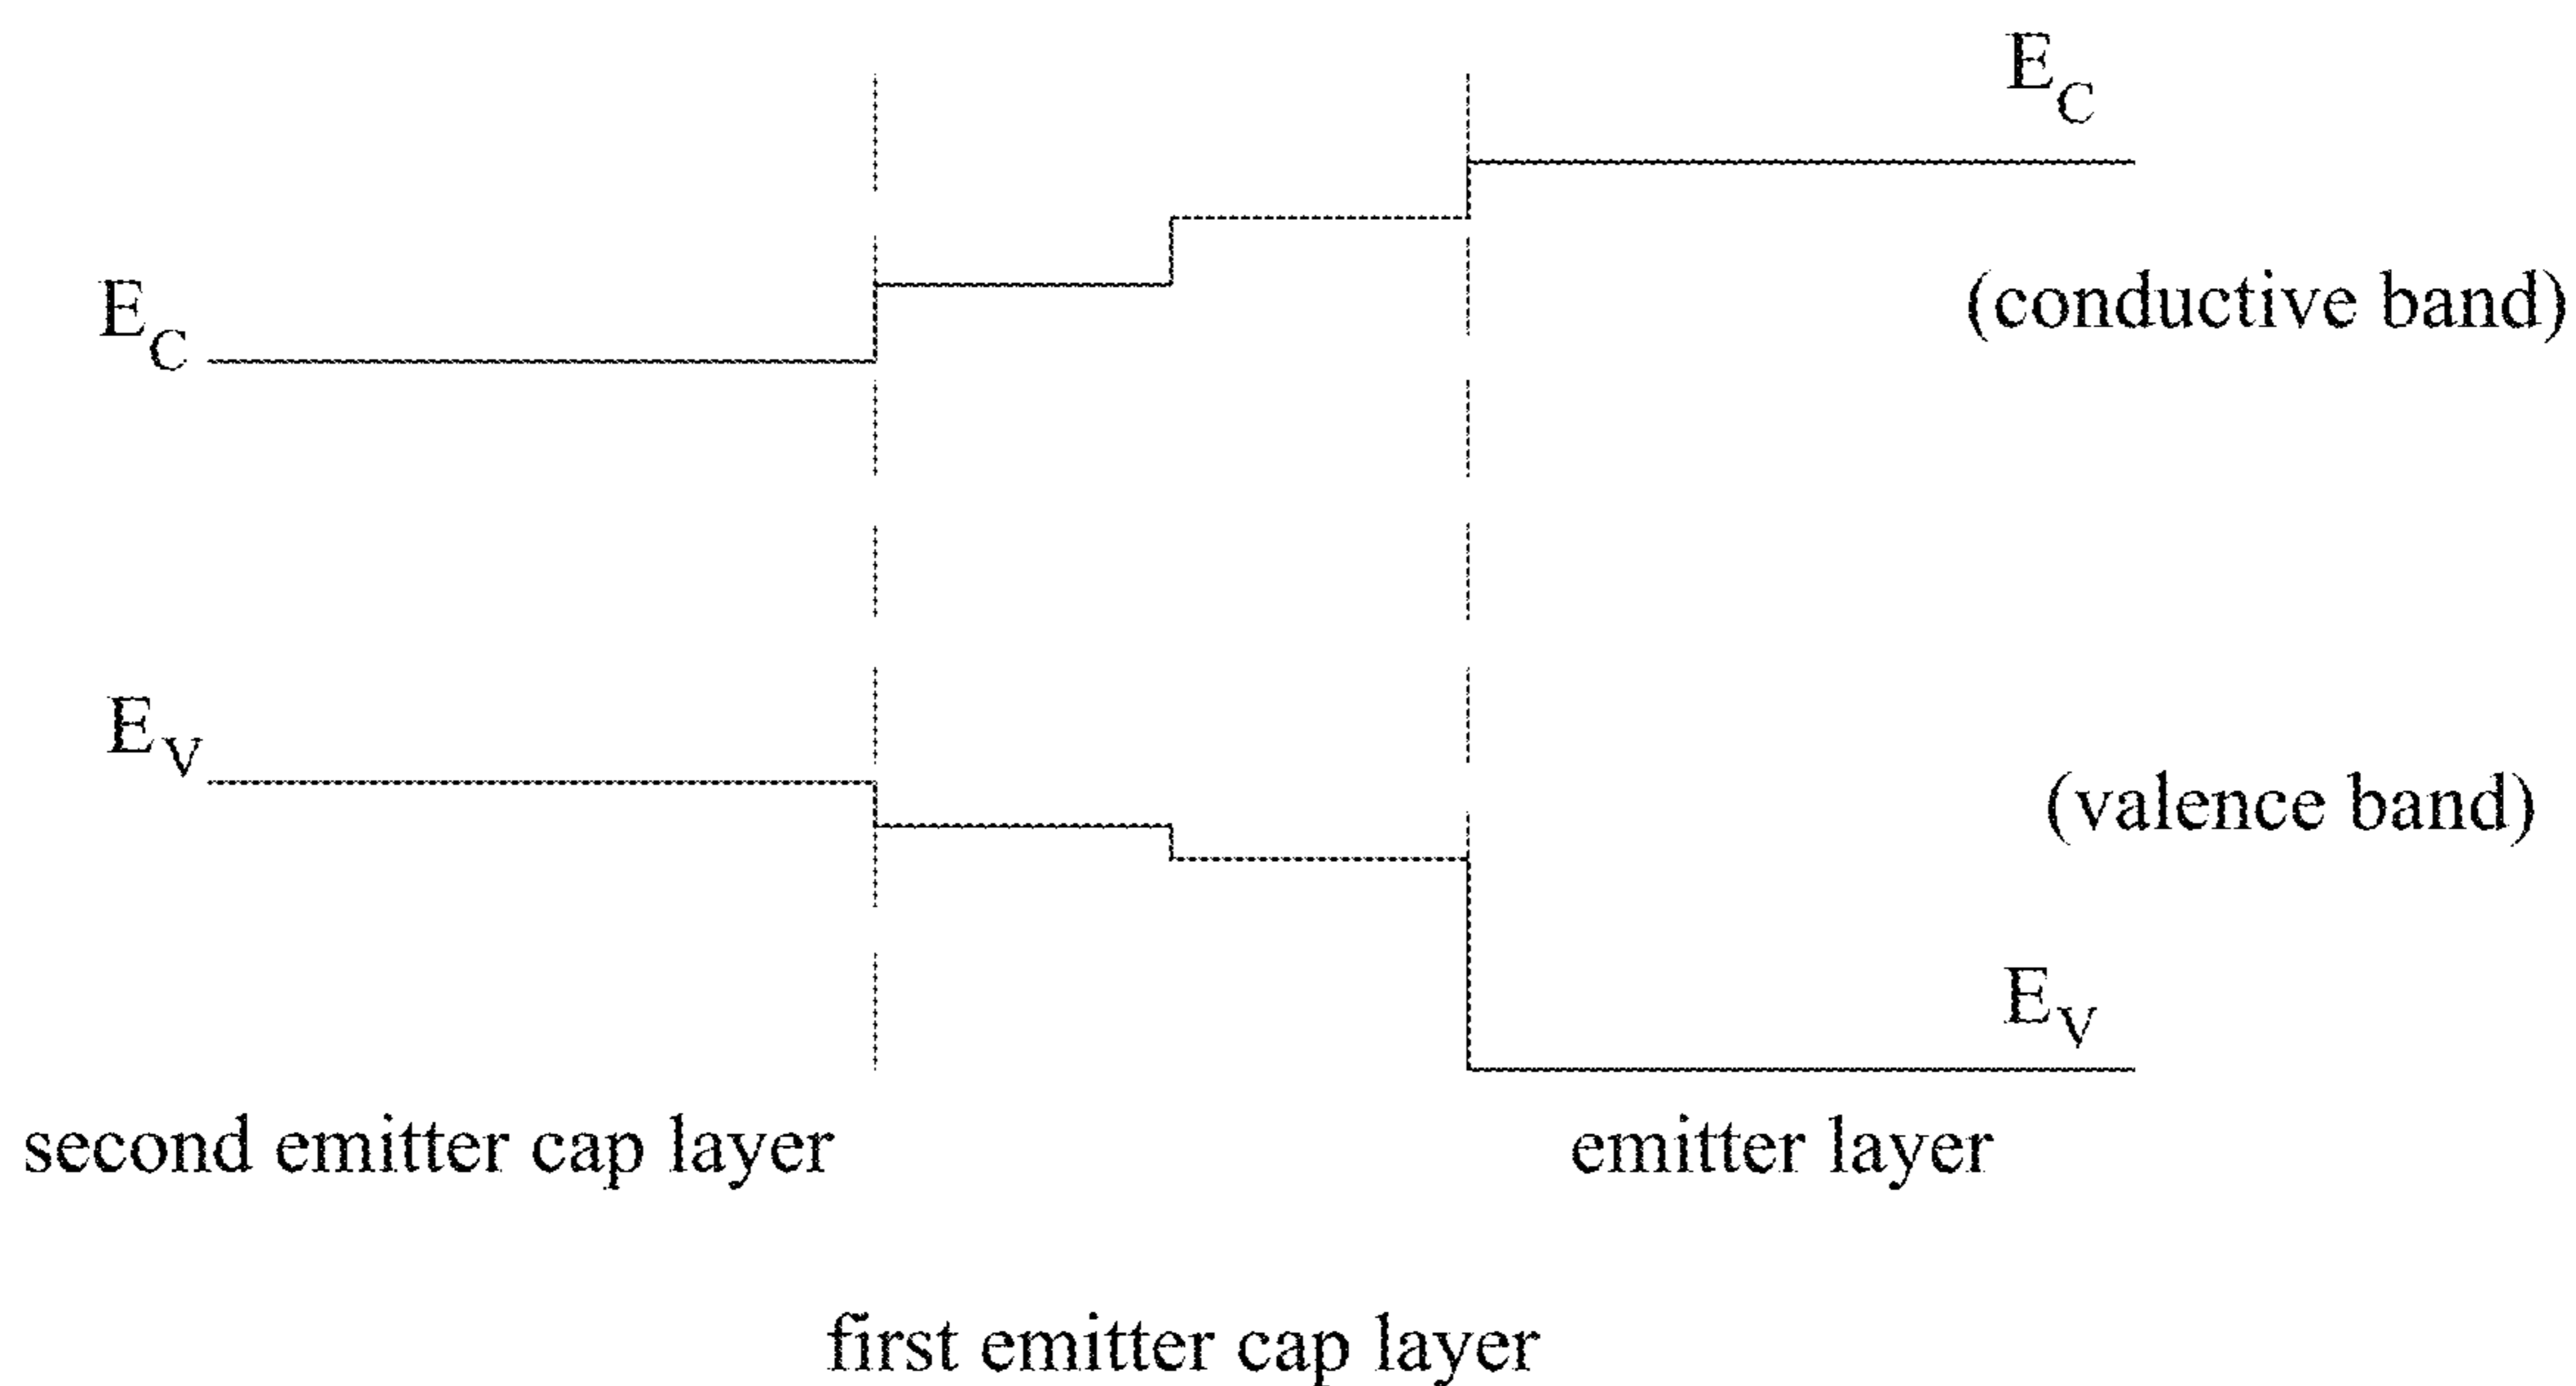 E_C
E_C
(conductive band)
E_V
(valence band)
E_V
second emitter cap layer
emitter layer
first emitter cap layer